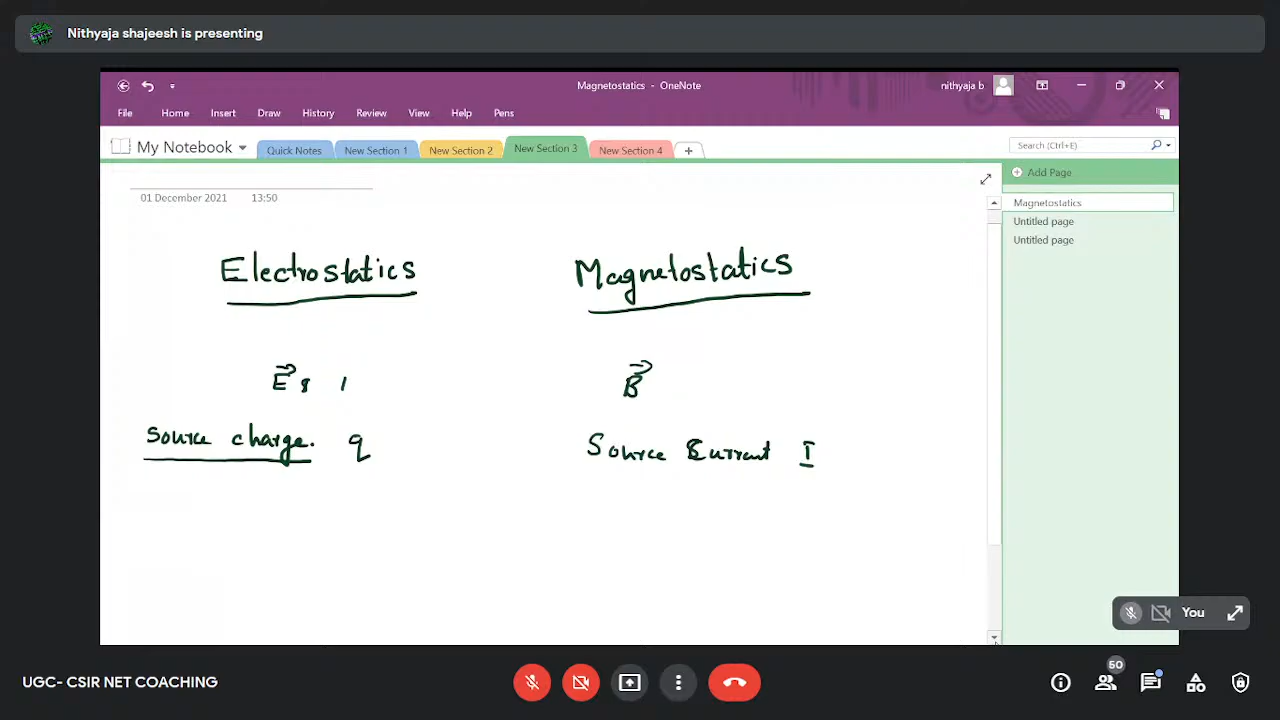 Nithyaja shajeesh is presenting
Magnetostatics - OneNote
nithyaja b
File Home Insert Draw History Review View Help Pens
My Notebook Quick Notes New Section 1 New Section 2 New Section 3 New Section 4
Search (Ctrl+E)
Add Page
Magnetostatics
Untitled page
Untitled page
01 December 2021 13:50
Electrostatics Magnetostatics
E B
Source charge. q Source Current I
You
UGC- CSIR NET COACHING
50